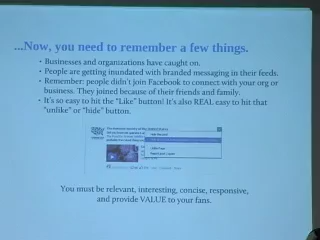 ...Now, you need to remember a few things.
• Businesses and organizations have caught on.
• People are getting inundated with branded messaging in their feeds.
• Remember: people didn't join Facebook to connect with your org or
business. They joined because of their friends and family.
• It's so easy to hit the "Like" button! It's also REAL easy to hit that
"unlike" or "hide" button.
You must be relevant, interesting, concise, responsive,
and provide VALUE to your fans.